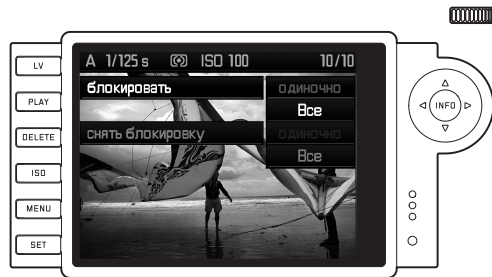 LV
PLAY
DELETE
ISO
MENU
SET
A 1/125 s ISO 100 10/10
блокировать одиночно
Все
снять блокировку одиночно
Все
INFO